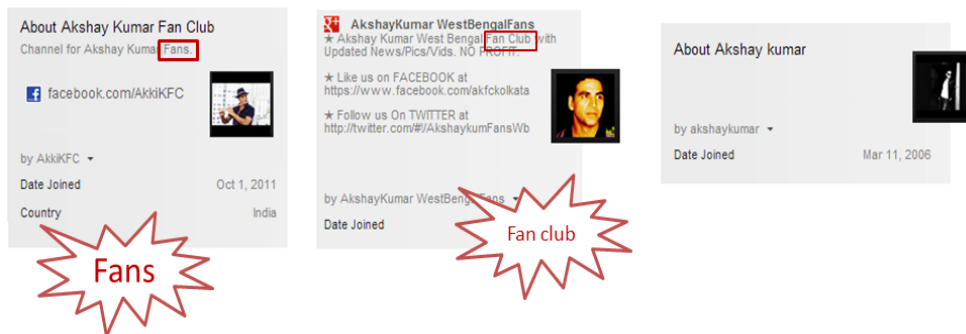 About Akshay Kumar Fan Club
Channel for Akshay Kumar Fans.
facebook.com/AkkiKFC
by AkkiKFC
Date Joined Oct 1, 2011
Country India
Fans
AkshayKumar WestBengalFans
★ Akshay Kumar West Bengal Fan Club with
Updated News/Pics/Vids. NO PROFIT.
★ Like us on FACEBOOK at
https://www.facebook.com/akfckolkata
★ Follow us On TWITTER at
http://twitter.com/#!/AkshaykumFansWb
by AkshayKumar WestBengalFans
Date Joined
Fan club
About Akshay kumar
by akshaykumar
Date Joined Mar 11, 2006